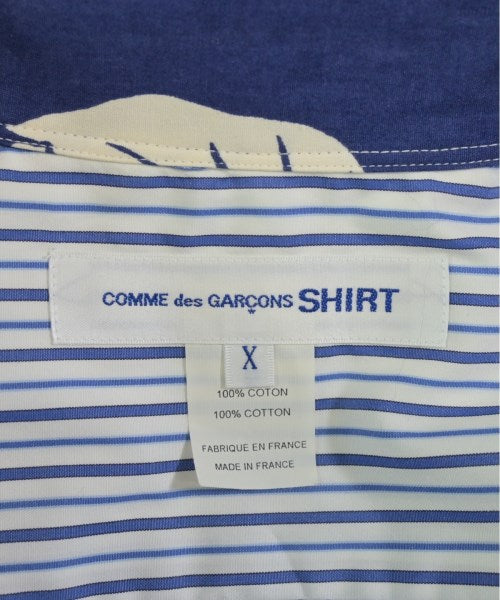 COMME des GARÇONS SHIRT
X
100% COTON
100% COTTON
FABRIQUE EN FRANCE
MADE IN FRANCE